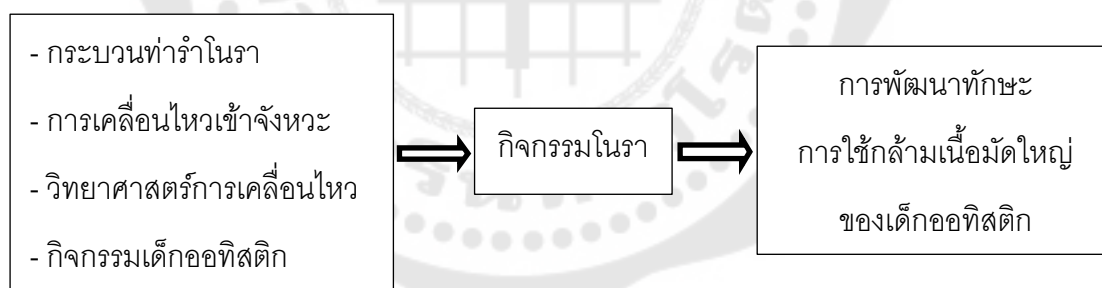 - กระบวนท่ารำโนรา
- การเคลื่อนไหวเข้าจังหวะ
- วิทยาศาสตร์การเคลื่อนไหว
- กิจกรรมเด็กออทิสติก
กิจกรรมโนรา
การพัฒนาทักษะ
การใช้กล้ามเนื้อมัดใหญ่
ของเด็กออทิสติก